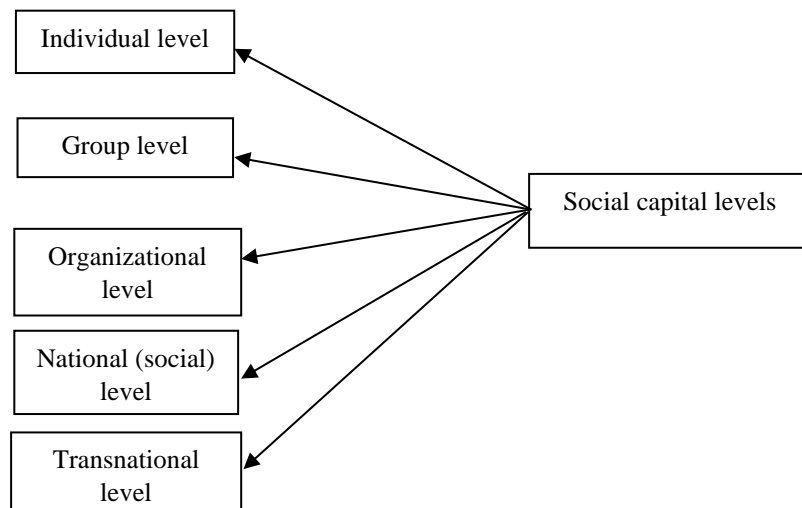 Individual level
Group level
Social capital levels
Organizational
level
National (social)
level
Transnational
level